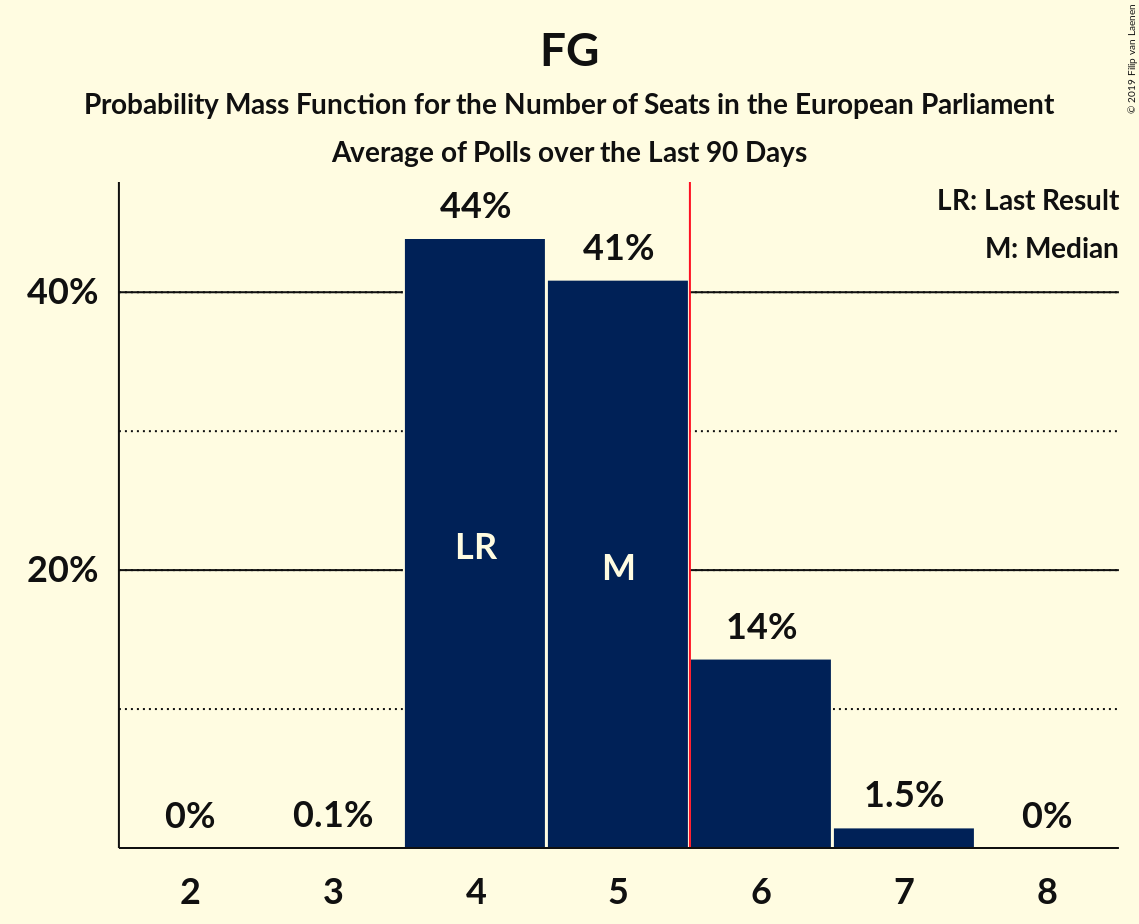 FG
Probability Mass Function for the Number of Seats in the European Parliament
Average of Polls over the Last 90 Days
© 2019 Filip van Laenen
LR: Last Result
M: Median
44%
41%
40%
LR
M
20%
14%
0%
0.1%
1.5%
0%
2 3 4 5 6 7 8